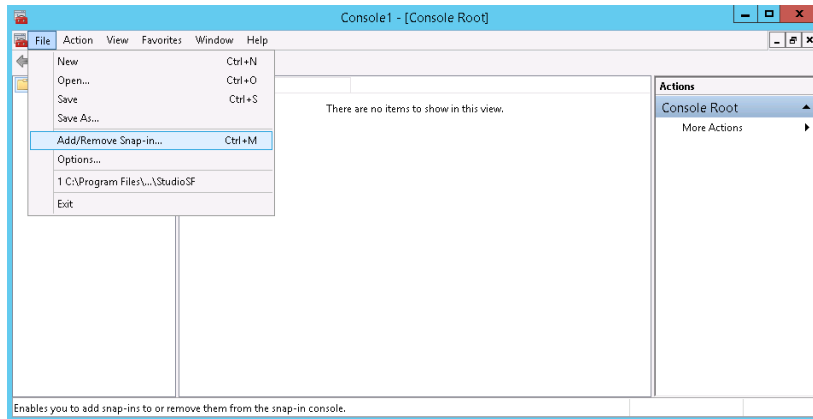 Console1 - [Console Root]
File Action View Favorites Window Help
New Ctrl+N
Open... Ctrl+O
Save Ctrl+S
Save As...
Add/Remove Snap-in... Ctrl+M
Options...
1 C:\Program Files\...\StudioSF
Exit
There are no items to show in this view.
Actions
Console Root
More Actions
Enables you to add snap-ins to or remove them from the snap-in console.